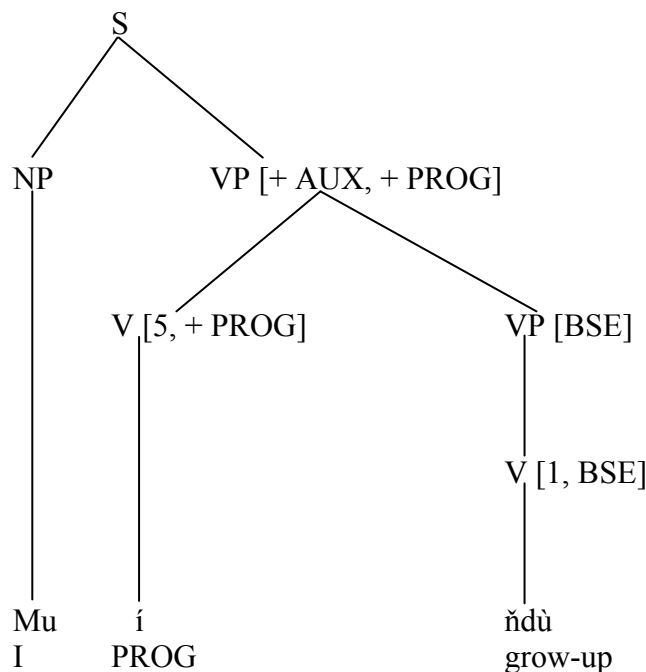 S
NP VP [+ AUX, + PROG]
V [5, + PROG] VP [BSE]
V [1, BSE]
Mu í ňdù
I PROG grow-up